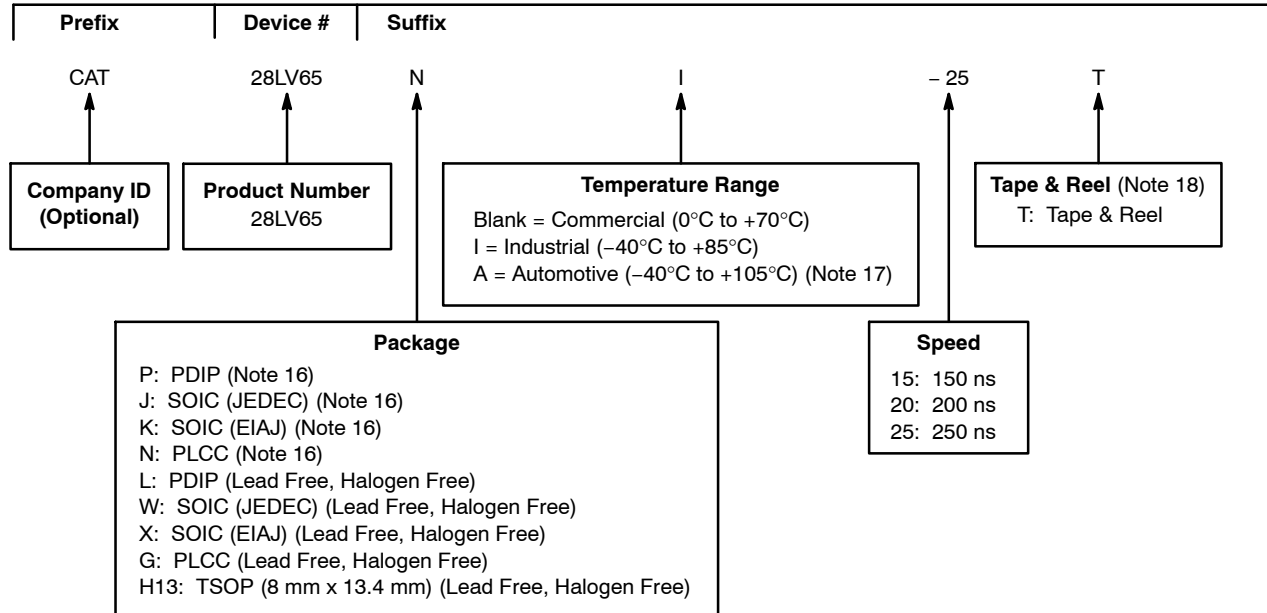 Prefix Device # Suffix
CAT 28LV65 N I – 25 T
Company ID
(Optional)
Product Number
28LV65
Temperature Range
Blank = Commercial (0°C to +70°C)
I = Industrial (−40°C to +85°C)
A = Automotive (−40°C to +105°C) (Note 17)
Tape & Reel (Note 18)
T: Tape & Reel
Package
P: PDIP (Note 16)
J: SOIC (JEDEC) (Note 16)
K: SOIC (EIAJ) (Note 16)
N: PLCC (Note 16)
L: PDIP (Lead Free, Halogen Free)
W: SOIC (JEDEC) (Lead Free, Halogen Free)
X: SOIC (EIAJ) (Lead Free, Halogen Free)
G: PLCC (Lead Free, Halogen Free)
H13: TSOP (8 mm x 13.4 mm) (Lead Free, Halogen Free)
Speed
15: 150 ns
20: 200 ns
25: 250 ns